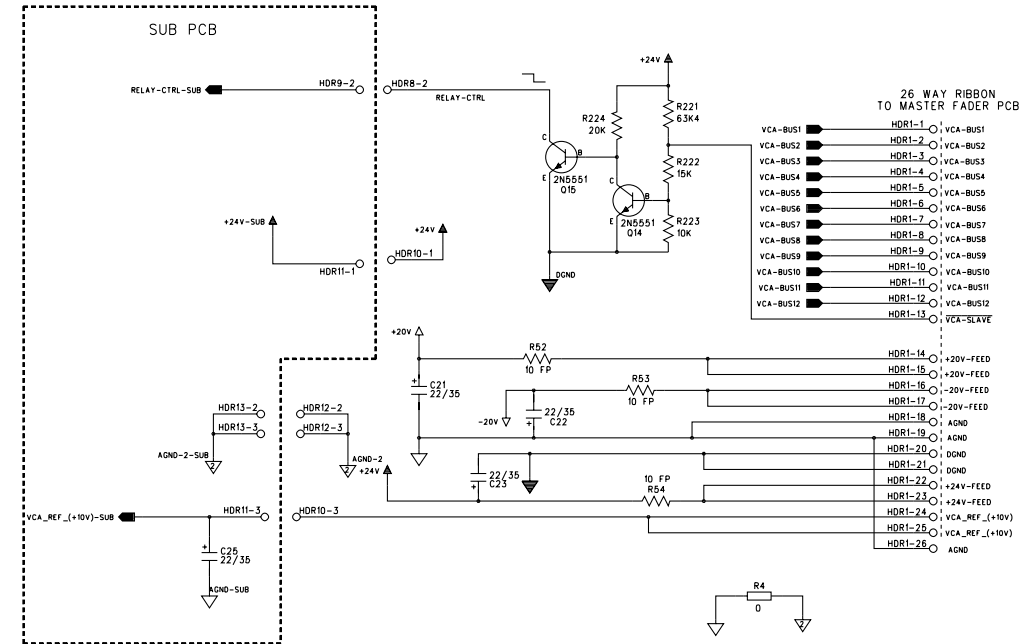 SUB PCB
RELAY-CTRL-SUB
HDR9-2
HDR8-2
RELAY-CTRL
+24V
R224
20K
R221
63K4
C
B
E
2N5551
Q15
R222
15K
C
B
E
2N5551
Q14
R223
10K
DGND
+24V-SUB
HDR11-1
+24V
HDR10-1
26 WAY RIBBON
TO MASTER FADER PCB
VCA-BUS1 HDR1-1 VCA-BUS1
VCA-BUS2 HDR1-2 VCA-BUS2
VCA-BUS3 HDR1-3 VCA-BUS3
VCA-BUS4 HDR1-4 VCA-BUS4
VCA-BUS5 HDR1-5 VCA-BUS5
VCA-BUS6 HDR1-6 VCA-BUS6
VCA-BUS7 HDR1-7 VCA-BUS7
VCA-BUS8 HDR1-8 VCA-BUS8
VCA-BUS9 HDR1-9 VCA-BUS9
VCA-BUS10 HDR1-10 VCA-BUS10
VCA-BUS11 HDR1-11 VCA-BUS11
VCA-BUS12 HDR1-12 VCA-BUS12
HDR1-13 VCA-SLAVE
HDR1-14 +20V-FEED
HDR1-15 +20V-FEED
HDR1-16 -20V-FEED
HDR1-17 -20V-FEED
HDR1-18 AGND
HDR1-19 AGND
HDR1-20 DGND
HDR1-21 DGND
HDR1-22 +24V-FEED
HDR1-23 +24V-FEED
HDR1-24 VCA_REF_(+10V)
HDR1-25 VCA_REF_(+10V)
HDR1-26 AGND
+20V
R52
10 FP
+ C21
22/35
R53
10 FP
-20V
22/35
+ C22
HDR13-2
HDR13-3
HDR12-2
HDR12-3
AGND-2-SUB
2
AGND-2
2
+24V
22/35
+ C23
10 FP
R54
VCA_REF_(+10V)-SUB
HDR11-3
HDR10-3
+ C25
22/35
AGND-SUB
R4
0
2